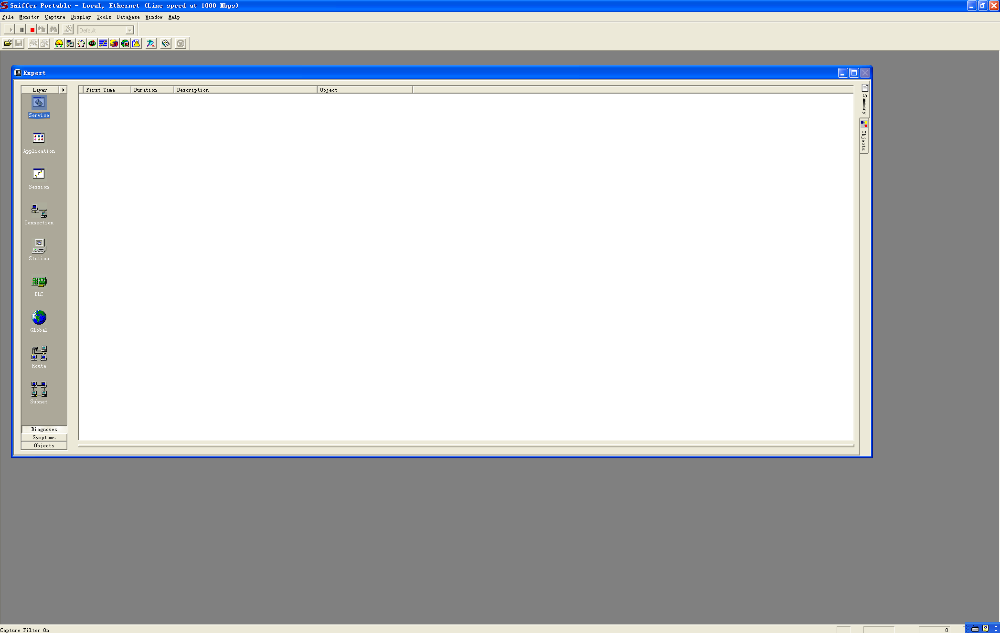 Sniffer Portable - Local, Ethernet (Line speed at 1000 Mbps)
File Monitor Capture Display Tools Database Window Help
Default
ART
Expert
Layer
First Time Duration Description Object
Service
Application
Session
Connection
Station
DLC
Global
Route
Subnet
Diagnoses
Symptoms
Objects
Summary
Objects
Capture Filter On
0